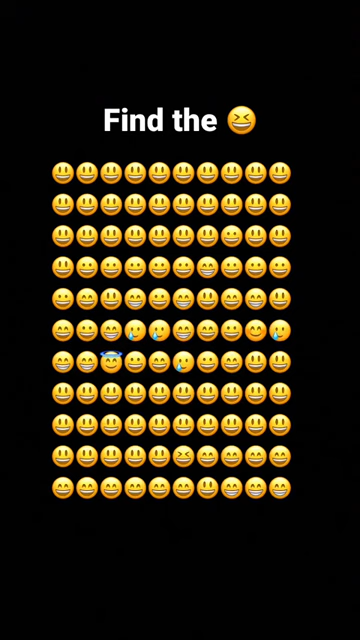 Find the 😆